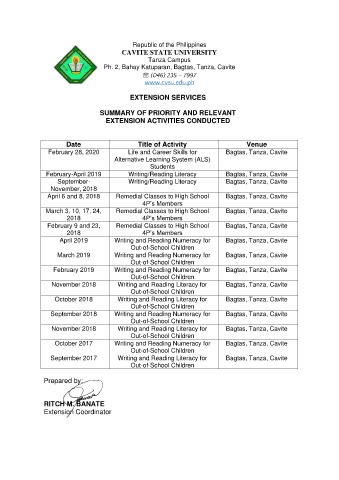 Republic of the Philippines
CAVITE STATE UNIVERSITY
Tanza Campus
Ph. 2, Bahay Katuparan, Bagtas, Tanza, Cavite
☏ (046) 235 – 7997
www.cvsu.edu.ph
EXTENSION SERVICES
SUMMARY OF PRIORITY AND RELEVANT
EXTENSION ACTIVITIES CONDUCTED
Date Title of Activity Venue
February 28, 2020 Life and Career Skills for Bagtas, Tanza, Cavite
Alternative Learning System (ALS)
Students
February-April 2019 Writing/Reading Literacy Bagtas, Tanza, Cavite
September- Writing/Reading Literacy Bagtas, Tanza, Cavite
November, 2018
April 6 and 8, 2018 Remedial Classes to High School Bagtas, Tanza, Cavite
4P's Members
March 3, 10, 17, 24, Remedial Classes to High School Bagtas, Tanza, Cavite
2018 4P's Members
February 9 and 23, Remedial Classes to High School Bagtas, Tanza, Cavite
2018 4P's Members
April 2019 Writing and Reading Numeracy for Bagtas, Tanza, Cavite
Out-of-School Children
March 2019 Writing and Reading Numeracy for Bagtas, Tanza, Cavite
Out-of-School Children
February 2019 Writing and Reading Numeracy for Bagtas, Tanza, Cavite
Out-of-School Children
November 2018 Writing and Reading Literacy for Bagtas, Tanza, Cavite
Out-of-School Children
October 2018 Writing and Reading Literacy for Bagtas, Tanza, Cavite
Out-of-School Children
September 2018 Writing and Reading Numeracy for Bagtas, Tanza, Cavite
Out-of-School Children
November 2018 Writing and Reading Literacy for Bagtas, Tanza, Cavite
Out-of-School Children
October 2017 Writing and Reading Numeracy for Bagtas, Tanza, Cavite
Out-of-School Children
September 2017 Writing and Reading Literacy for Bagtas, Tanza, Cavite
Out-of-School Children
Prepared by:
RITCH M. BANATE
Extension Coordinator